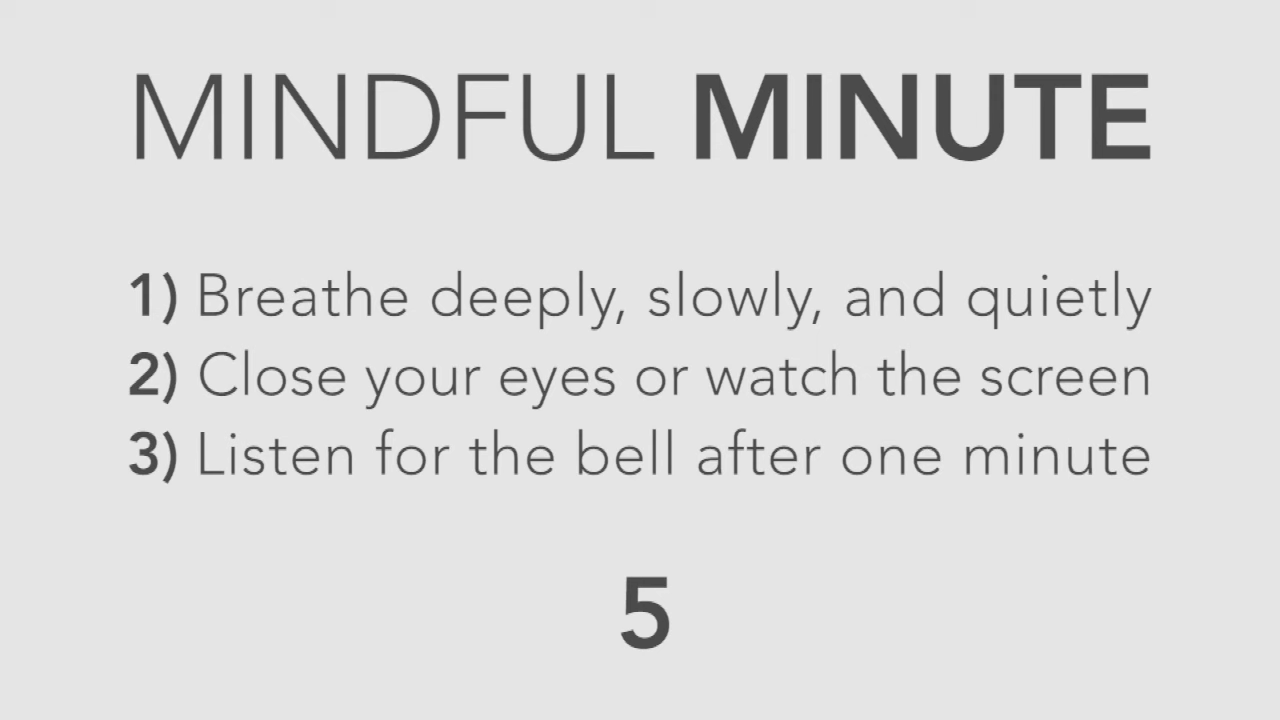 MINDFUL MINUTE
1) Breathe deeply, slowly, and quietly
2) Close your eyes or watch the screen
3) Listen for the bell after one minute
5